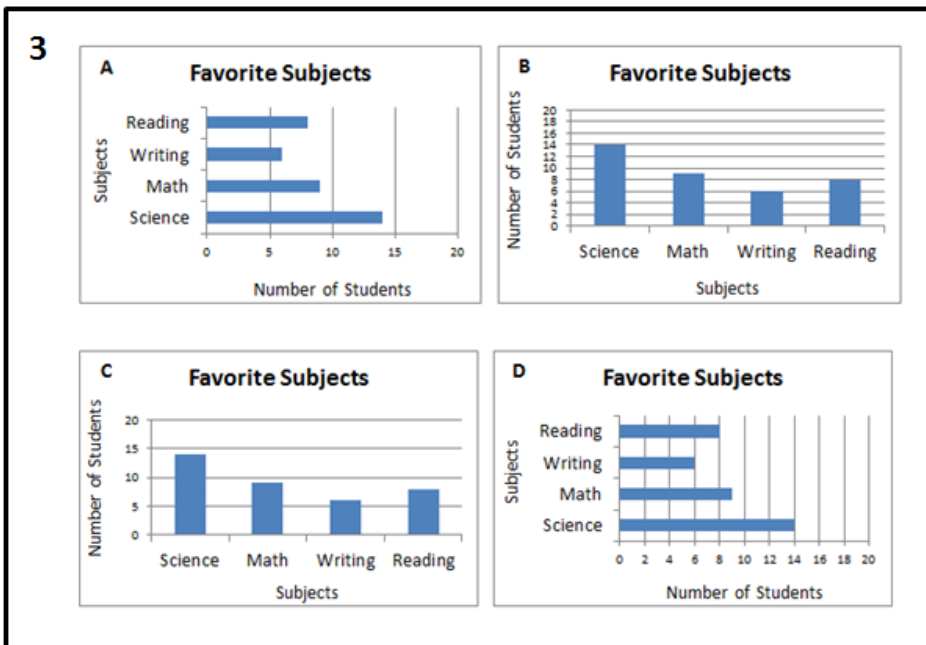 3
A
Favorite Subjects
Subjects
Reading
Writing
Math
Science
0 5 10 15 20
Number of Students
B
Favorite Subjects
Number of Students
20
18
16
14
12
10
8
6
4
2
0
Science Math Writing Reading
Subjects
C
Favorite Subjects
Number of Students
20
15
10
5
0
Science Math Writing Reading
Subjects
D
Favorite Subjects
Subjects
Reading
Writing
Math
Science
0 2 4 6 8 10 12 14 16 18 20
Number of Students